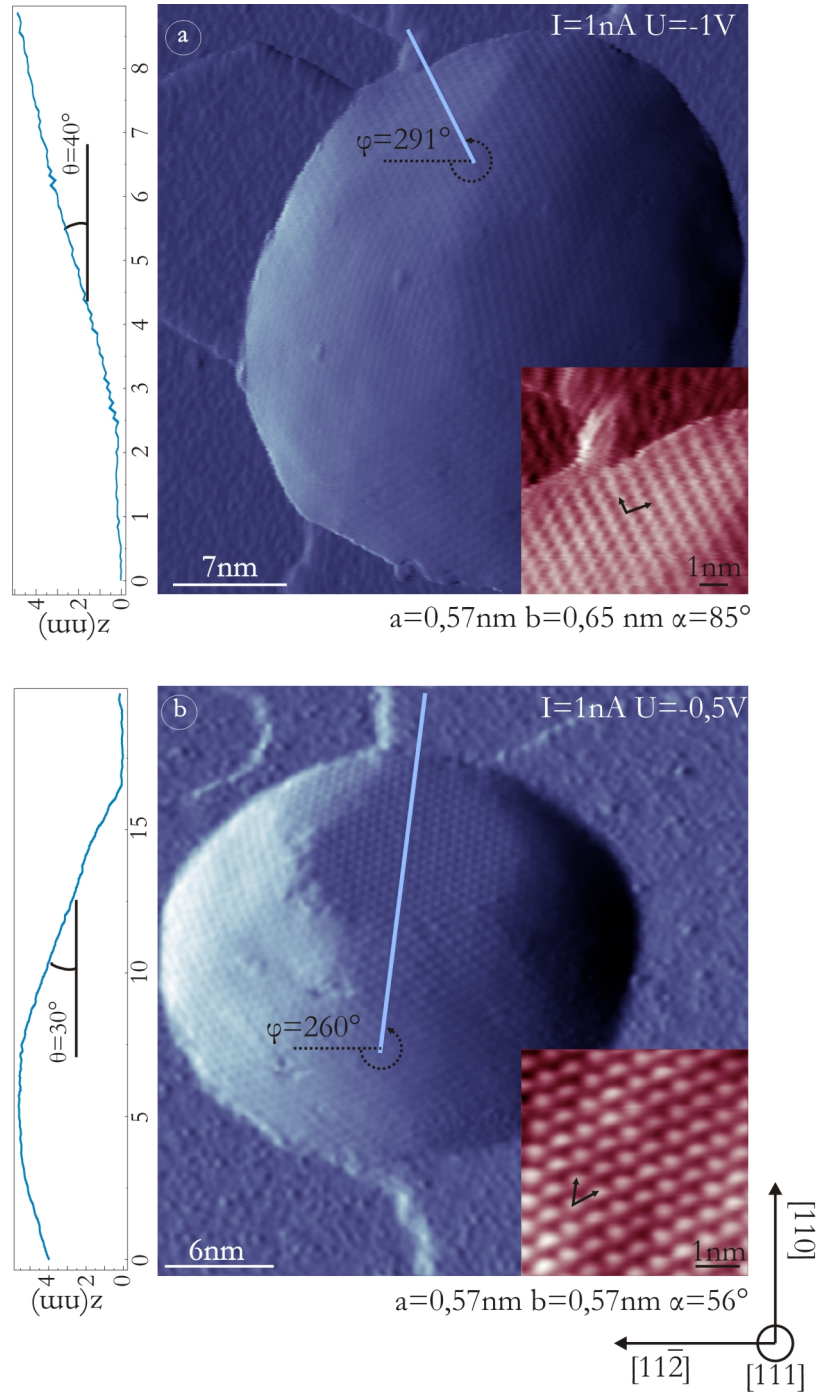 a
I=1nA U=-1V
φ=291°
7nm
1nm
θ=40°
z(nm)
0 2 4
0 1 2 3 4 5 6 7 8
a=0,57nm b=0,65 nm α=85°
b
I=1nA U=-0,5V
φ=260°
6nm
1nm
θ=30°
z(nm)
0 2 4
0 5 10 15
a=0,57nm b=0,57nm α=56°
[1̅10]
[112̅]
[111]